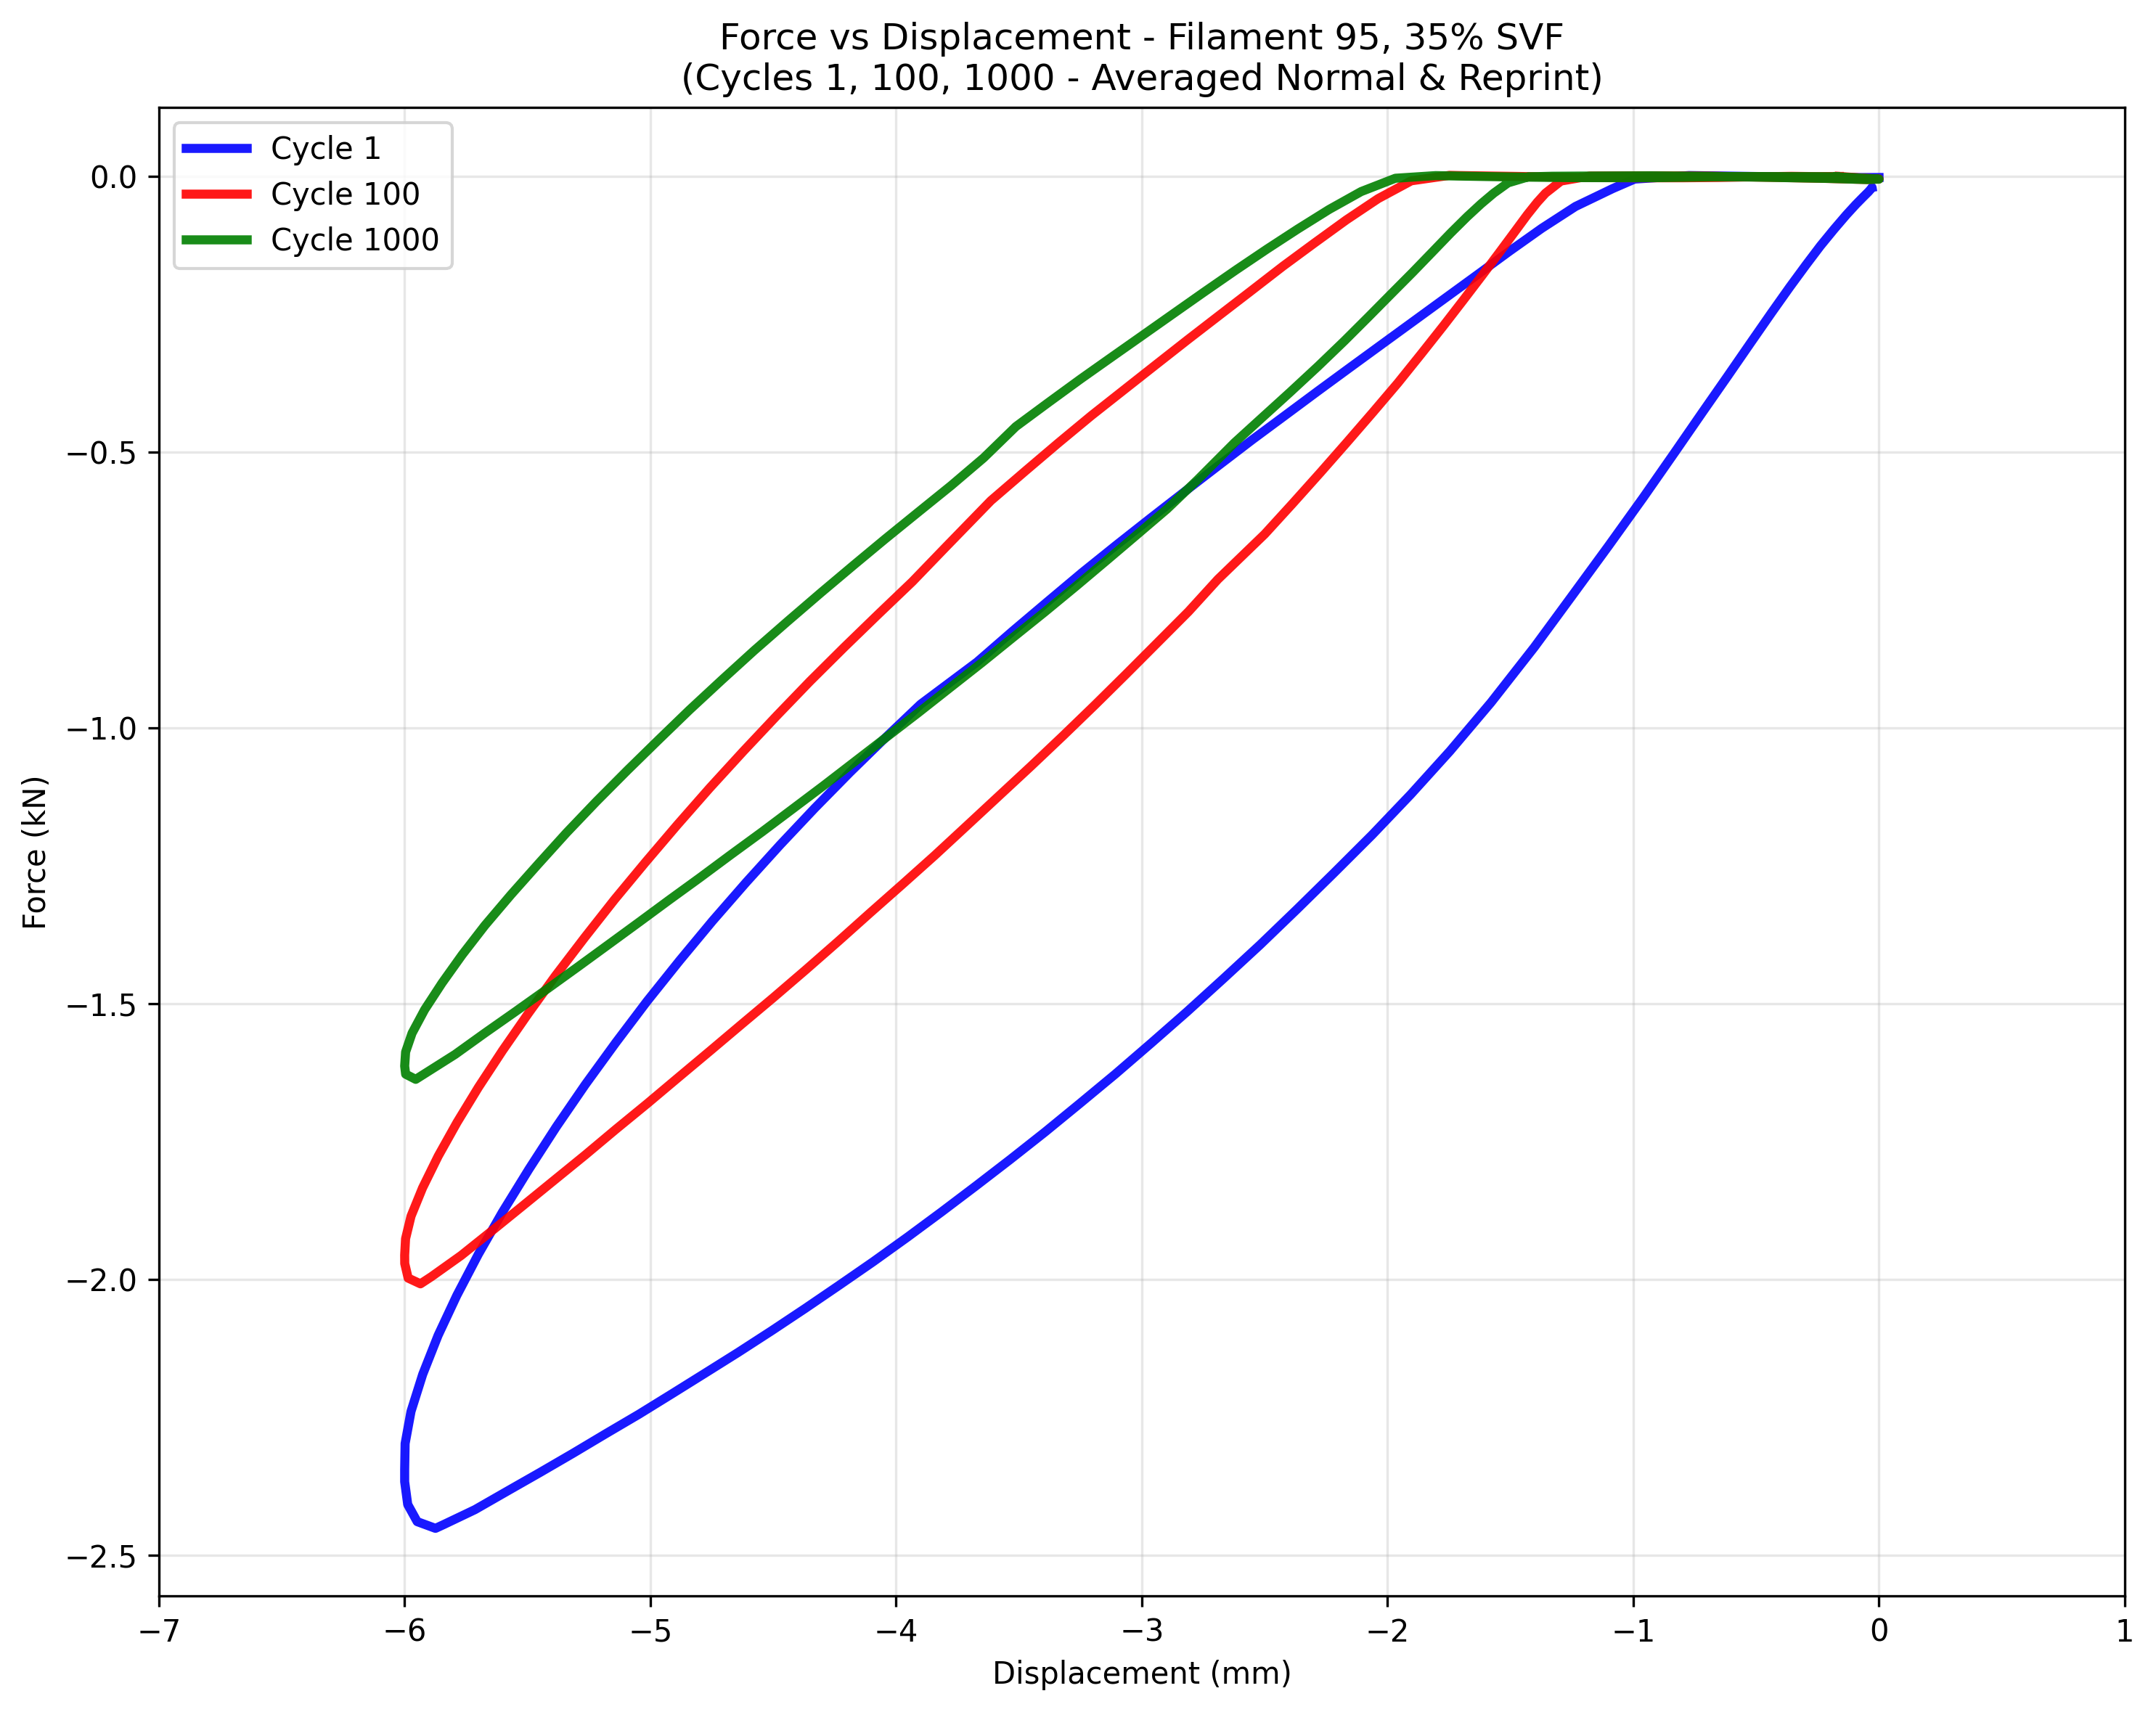 Force vs Displacement - Filament 95, 35% SVF
(Cycles 1, 100, 1000 - Averaged Normal & Reprint)
Cycle 1
Cycle 100
Cycle 1000
0.0
−0.5
−1.0
−1.5
−2.0
−2.5
Force (kN)
−7 −6 −5 −4 −3 −2 −1 0 1
Displacement (mm)